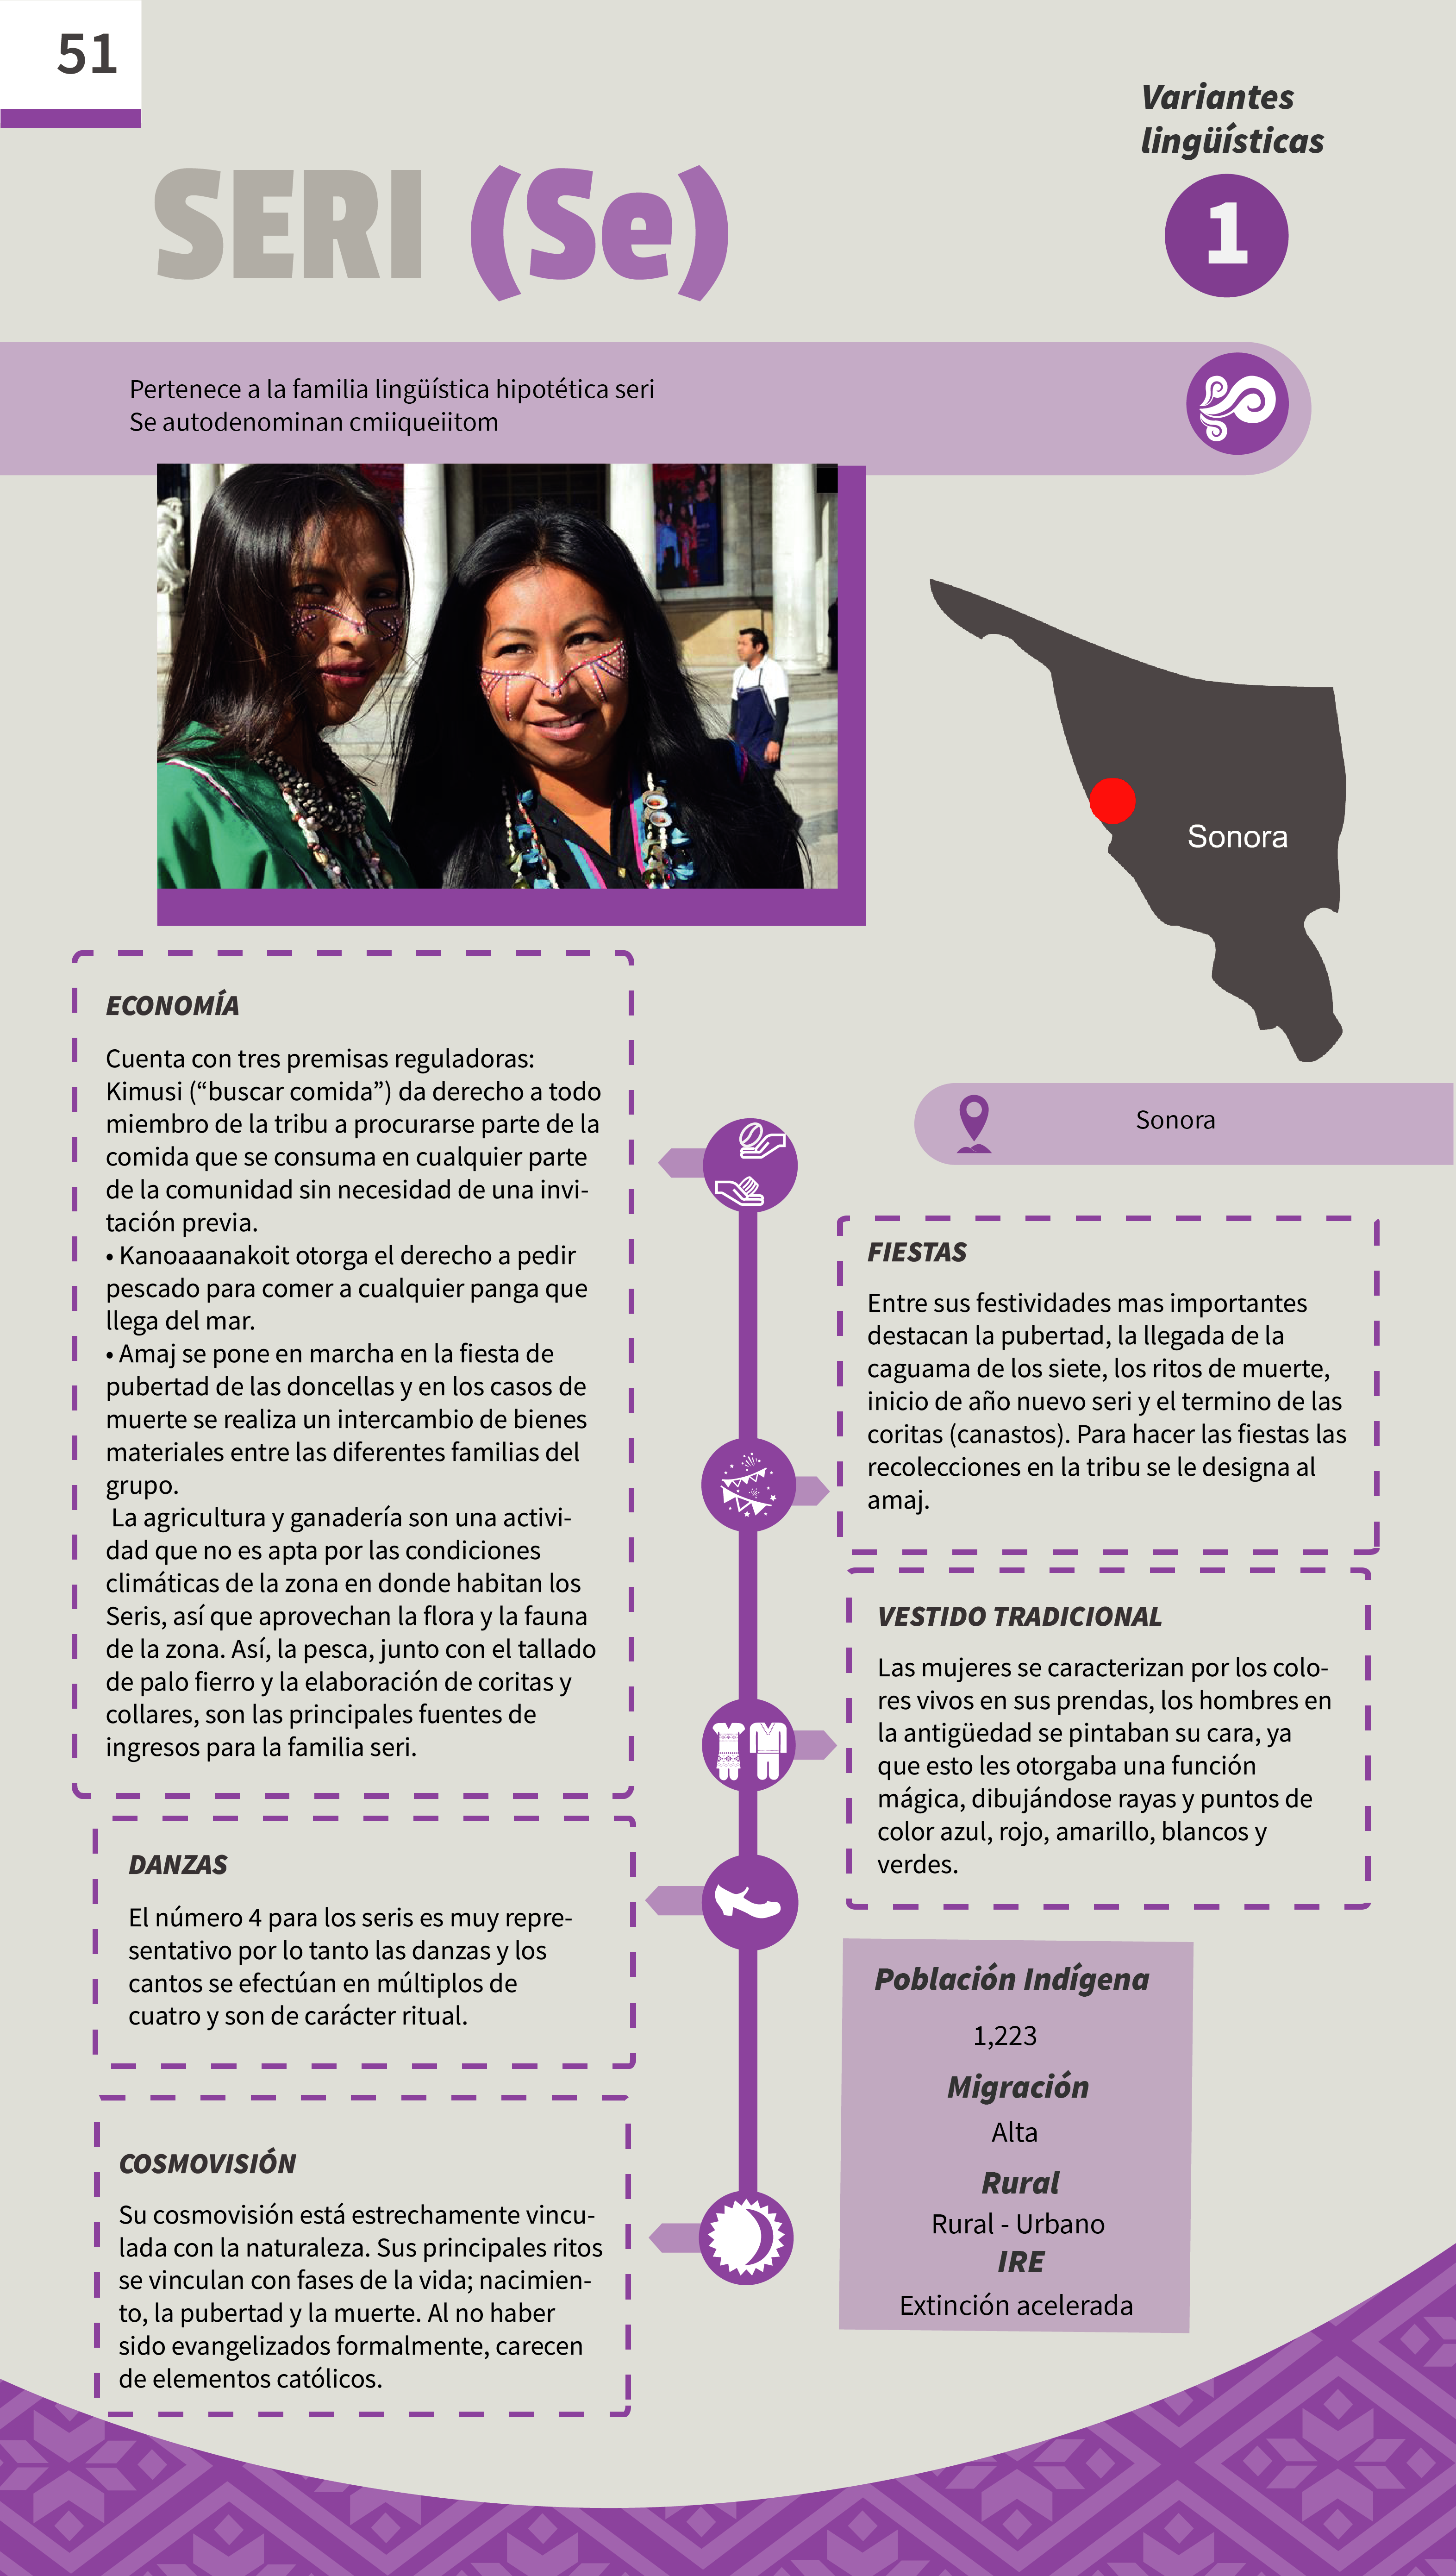 51
Variantes
lingüísticas
1
SERI (Se)
Pertenece a la familia lingüística hipotética seri
Se autodenominan cmiiqueiitom
Sonora
Sonora
ECONOMÍA
Cuenta con tres premisas reguladoras:
Kimusi (“buscar comida”) da derecho a todo
miembro de la tribu a procurarse parte de la
comida que se consuma en cualquier parte
de la comunidad sin necesidad de una invi-
tación previa.
• Kanoaaanakoit otorga el derecho a pedir
pescado para comer a cualquier panga que
llega del mar.
• Amaj se pone en marcha en la fiesta de
pubertad de las doncellas y en los casos de
muerte se realiza un intercambio de bienes
materiales entre las diferentes familias del
grupo.
La agricultura y ganadería son una activi-
dad que no es apta por las condiciones
climáticas de la zona en donde habitan los
Seris, así que aprovechan la flora y la fauna
de la zona. Así, la pesca, junto con el tallado
de palo fierro y la elaboración de coritas y
collares, son las principales fuentes de
ingresos para la familia seri.
FIESTAS
Entre sus festividades mas importantes
destacan la pubertad, la llegada de la
caguama de los siete, los ritos de muerte,
inicio de año nuevo seri y el termino de las
coritas (canastos). Para hacer las fiestas las
recolecciones en la tribu se le designa al
amaj.
VESTIDO TRADICIONAL
Las mujeres se caracterizan por los colo-
res vivos en sus prendas, los hombres en
la antigüedad se pintaban su cara, ya
que esto les otorgaba una función
mágica, dibujándose rayas y puntos de
color azul, rojo, amarillo, blancos y
verdes.
DANZAS
El número 4 para los seris es muy repre-
sentativo por lo tanto las danzas y los
cantos se efectúan en múltiplos de
cuatro y son de carácter ritual.
COSMOVISIÓN
Su cosmovisión está estrechamente vincu-
lada con la naturaleza. Sus principales ritos
se vinculan con fases de la vida; nacimien-
to, la pubertad y la muerte. Al no haber
sido evangelizados formalmente, carecen
de elementos católicos.
Población Indígena
1,223
Migración
Alta
Rural
Rural - Urbano
IRE
Extinción acelerada